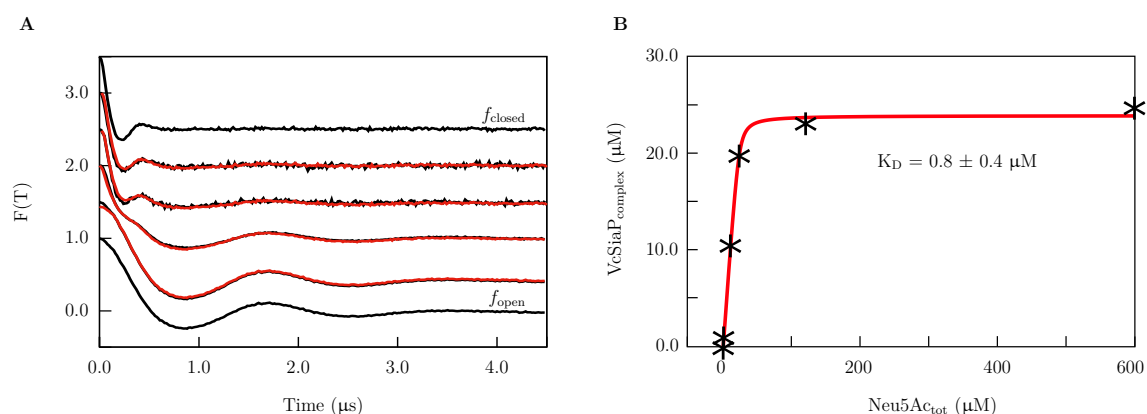 A
F(T)
3.0
2.0
1.0
0.0
f_closed
f_open
0.0 1.0 2.0 3.0 4.0
Time (µs)
B
VcSiaP_complex (µM)
30.0
20.0
10.0
0.0
K_D = 0.8 ± 0.4 µM
0 200 400 600
Neu5Ac_tot (µM)